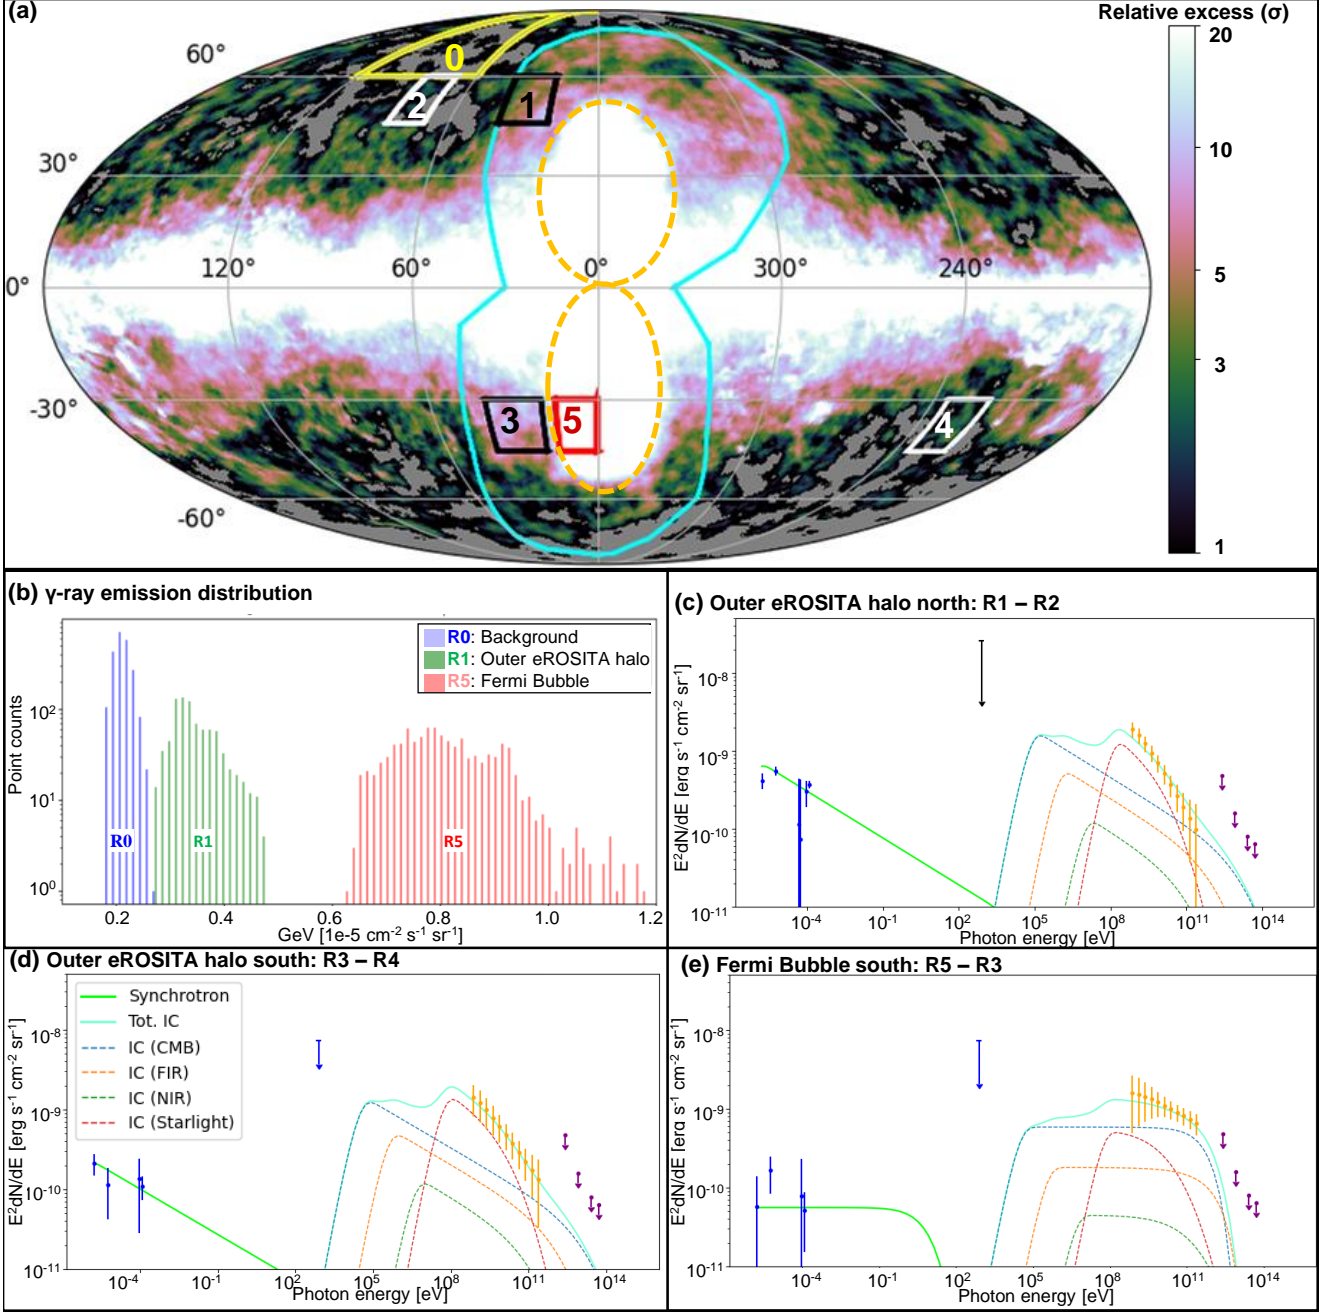 (a)
Relative excess (σ)
60°
0
20
2
1
10
30°
120°
60°
0°
300°
240°
0°
5
3
-30°
3
5
4
-60°
1
(b) γ-ray emission distribution
R0: Background
R1: Outer eROSITA halo
R5: Fermi Bubble
Point counts
10²
10¹
10⁰
R0
R1
R5
0.2
0.4
0.6
0.8
1.0
1.2
GeV [1e-5 cm⁻² s⁻¹ sr⁻¹]
(c) Outer eROSITA halo north: R1 – R2
E²dN/dE [erg s⁻¹ cm⁻² sr⁻¹]
10⁻⁸
10⁻⁹
10⁻¹⁰
10⁻¹¹
10⁻⁴
10⁻¹
10²
10⁵
10⁸
10¹¹
10¹⁴
Photon energy [eV]
(d) Outer eROSITA halo south: R3 – R4
Synchrotron
Tot. IC
IC (CMB)
IC (FIR)
IC (NIR)
IC (Starlight)
E²dN/dE [erg s⁻¹ cm⁻² sr⁻¹]
10⁻⁸
10⁻⁹
10⁻¹⁰
10⁻¹¹
10⁻⁴
10⁻¹
10²
10⁵
10⁸
10¹¹
10¹⁴
Photon energy [eV]
(e) Fermi Bubble south: R5 – R3
E²dN/dE [erg s⁻¹ cm⁻² sr⁻¹]
10⁻⁸
10⁻⁹
10⁻¹⁰
10⁻¹¹
10⁻⁴
10⁻¹
10²
10⁵
10⁸
10¹¹
10¹⁴
Photon energy [eV]